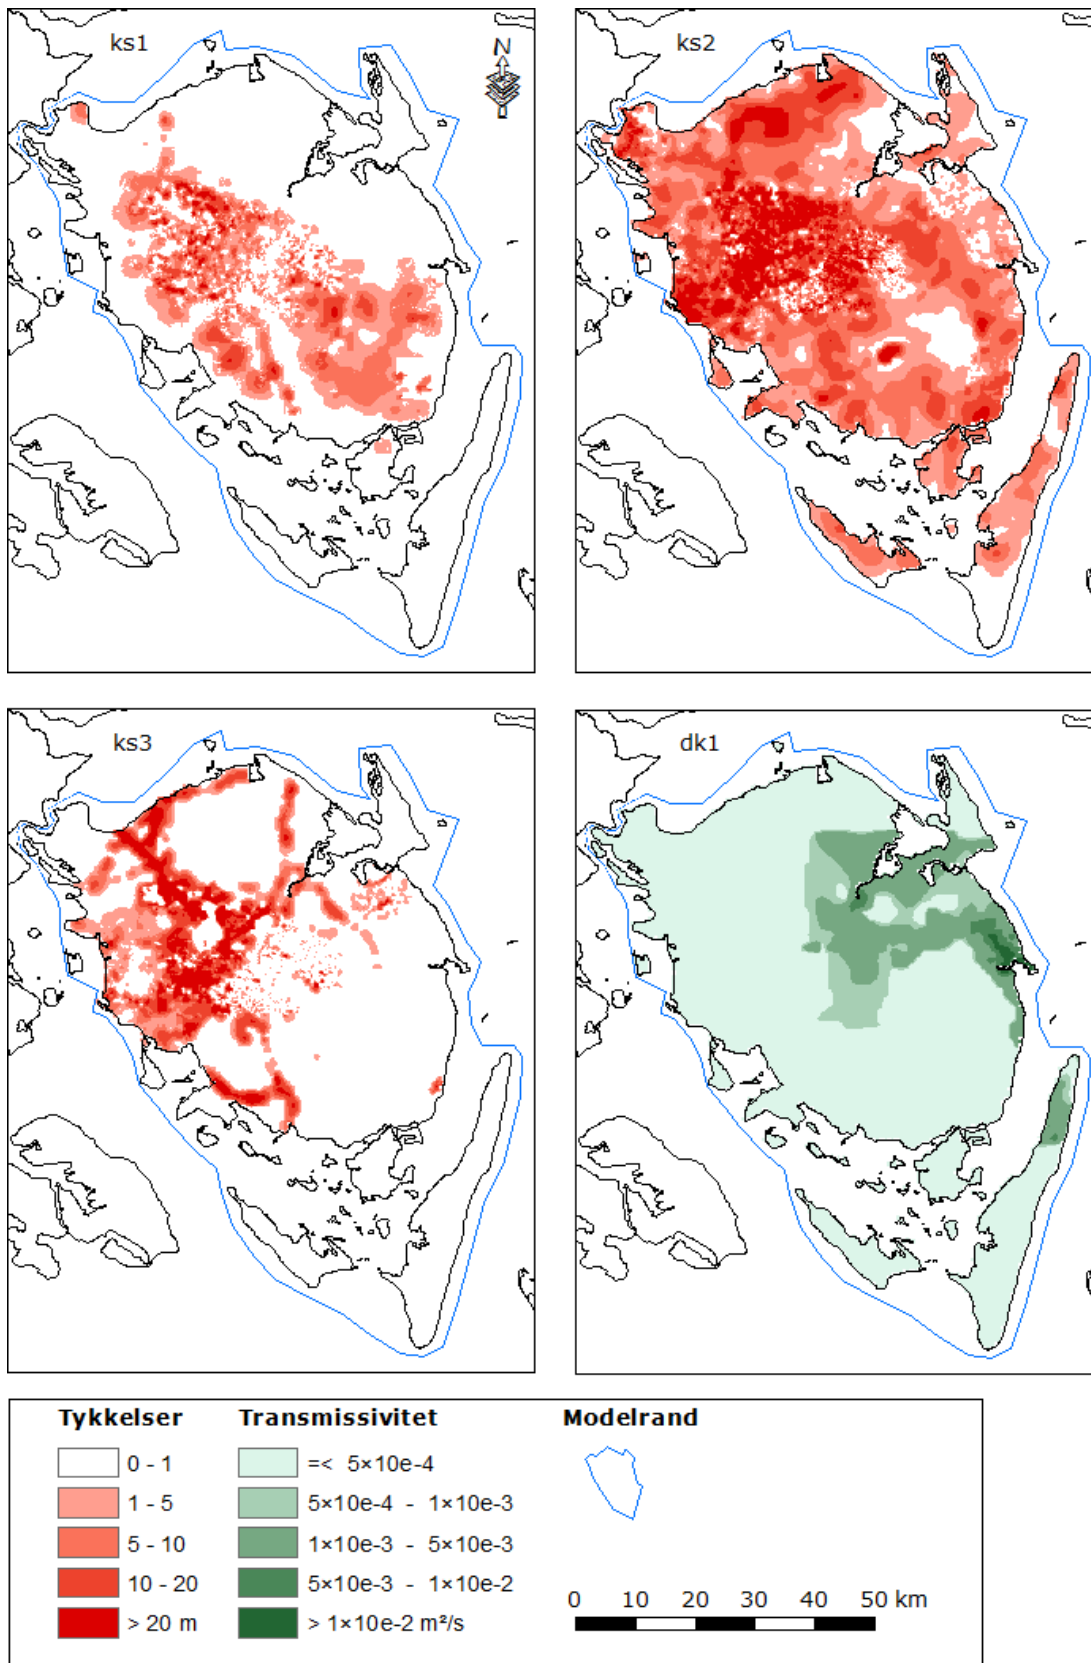 ks1
N
ks2
ks3
dk1
Tykkelser
0 - 1
1 - 5
5 - 10
10 - 20
> 20 m
Transmissivitet
=< 5×10e-4
5×10e-4 - 1×10e-3
1×10e-3 - 5×10e-3
5×10e-3 - 1×10e-2
> 1×10e-2 m²/s
Modelrand
0 10 20 30 40 50 km